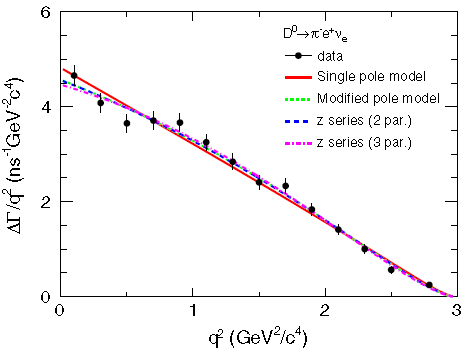 D⁰→π⁻e⁺νₑ
data
Single pole model
Modified pole model
z series (2 par.)
z series (3 par.)
6
4
2
0
ΔΓ/q² (ns⁻¹GeV⁻²c⁴)
0 1 2 3
q² (GeV²/c⁴)